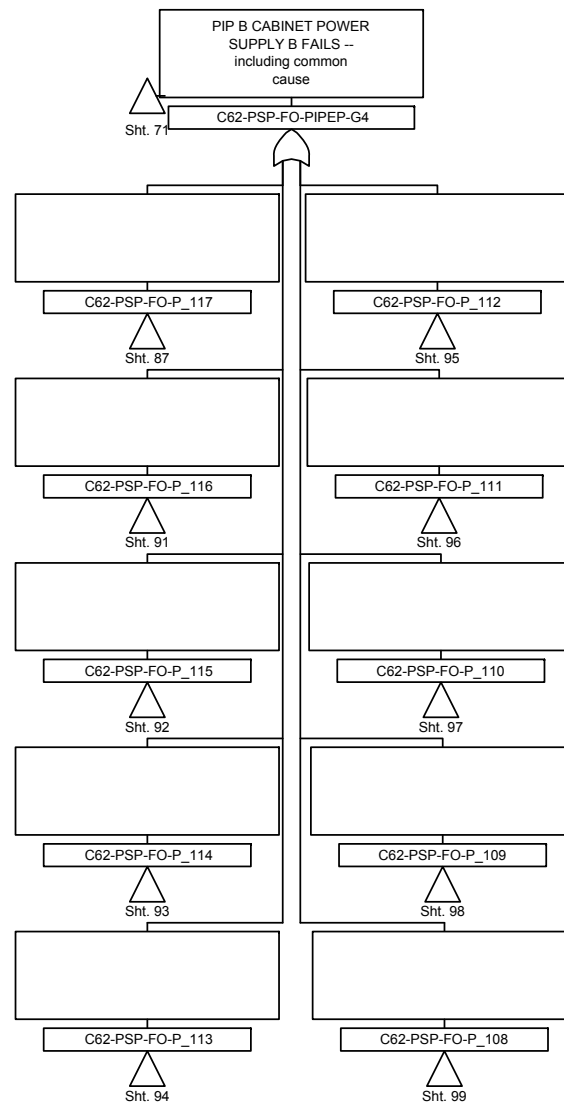 PIP B CABINET POWER
SUPPLY B FAILS --
including common
cause
Sht. 71
C62-PSP-FO-PIPEP-G4
C62-PSP-FO-P_117
Sht. 87
C62-PSP-FO-P_112
Sht. 95
C62-PSP-FO-P_116
Sht. 91
C62-PSP-FO-P_111
Sht. 96
C62-PSP-FO-P_115
Sht. 92
C62-PSP-FO-P_110
Sht. 97
C62-PSP-FO-P_114
Sht. 93
C62-PSP-FO-P_109
Sht. 98
C62-PSP-FO-P_113
Sht. 94
C62-PSP-FO-P_108
Sht. 99